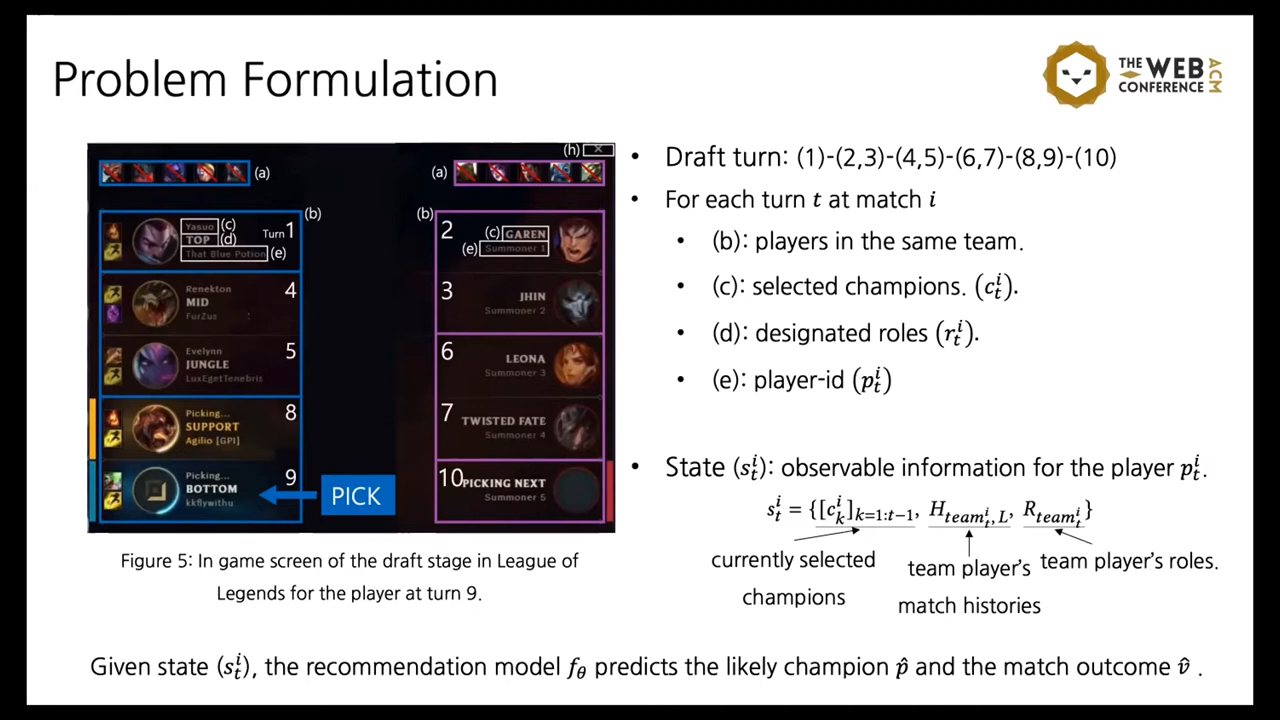 Problem Formulation
THE WEB CONFERENCE ACM
(h) ×
(a)
(a)
(b)
(b)
Yasuo (c)
TOP (d)
That Blue Potion (e)
Turn 1
Renekton
MID
FurZus
4
Evelynn
JUNGLE
LuxEgetTenebris
5
Picking...
SUPPORT
Agilio [GPI]
8
Picking...
BOTTOM
kkflywithu
9
PICK
2
(c) GAREN
(e) Summoner 1
3
JHIN
Summoner 2
6
LEONA
Summoner 3
7
TWISTED FATE
Summoner 4
10
PICKING NEXT
Summoner 5
Figure 5: In game screen of the draft stage in League of
Legends for the player at turn 9.
• Draft turn: (1)-(2,3)-(4,5)-(6,7)-(8,9)-(10)
• For each turn t at match i
• (b): players in the same team.
• (c): selected champions. (c_t^i).
• (d): designated roles (r_t^i).
• (e): player-id (p_t^i)
• State (s_t^i): observable information for the player p_t^i.
s_t^i = {[c_k^i]_{k=1:t−1}, H_{team_t^i,L}, R_{team_t^i}}
currently selected
champions
team player's
match histories
team player's roles.
Given state (s_t^i), the recommendation model f_θ predicts the likely champion p̂ and the match outcome v̂ .